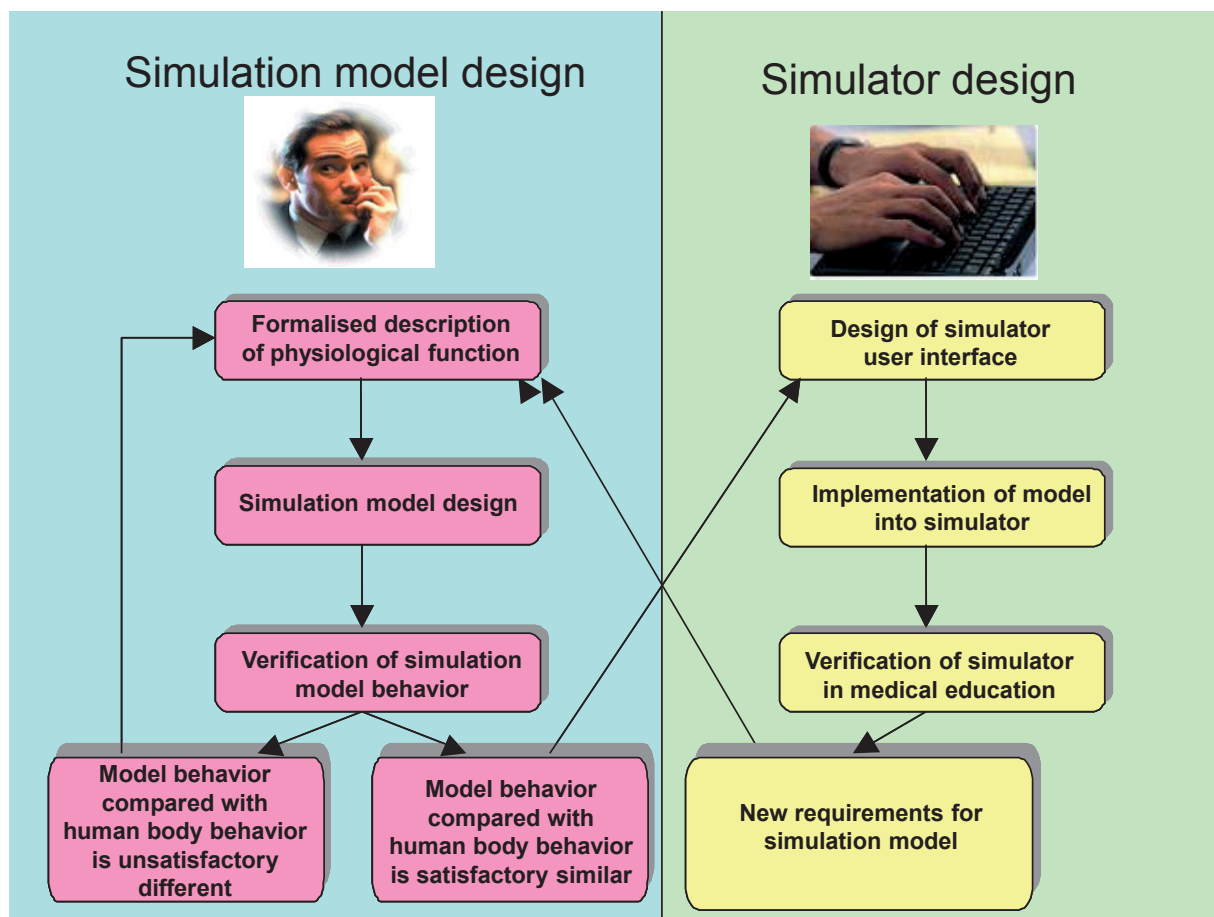 Simulation model design
Formalised description
of physiological function
Simulation model design
Verification of simulation
model behavior
Model behavior
compared with
human body behavior
is unsatisfactory
different
Model behavior
compared with
human body behavior
is satisfactory similar
Simulator design
Design of simulator
user interface
Implementation of model
into simulator
Verification of simulator
in medical education
New requirements for
simulation model